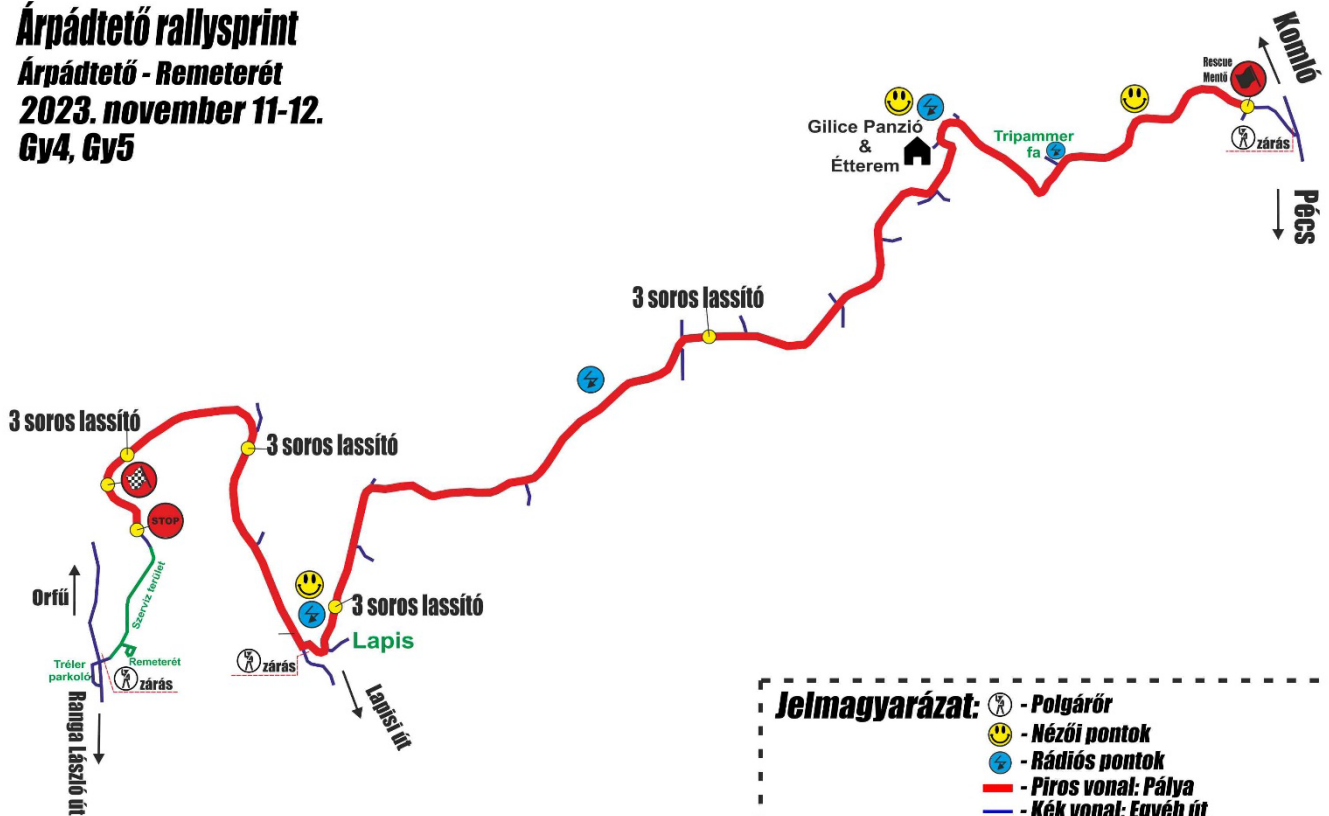 Árpádtető rallysprint
Árpádtető - Remeterét
2023. november 11-12.
Gy4, Gy5
Komló
Rescue
Mentő
zárás
Pécs
Gilice Panzió
&
Étterem
Tripammer
fa
3 soros lassító
3 soros lassító
3 soros lassító
STOP
Orfű
Szerviz terület
3 soros lassító
Lapis
zárás
Lapisi út
Tréler
parkoló
P
Remeterét
zárás
Ranga László út
Jelmagyarázat:
- Polgárőr
- Nézői pontok
- Rádiós pontok
- Piros vonal: Pálya
- Kék vonal: Egyéb út